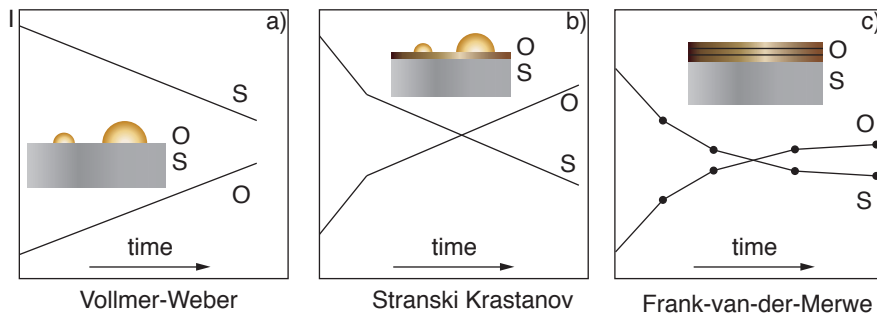 I
a)
S
O
S
O
time
Vollmer-Weber
b)
O
S
O
S
time
Stranski Krastanov
c)
O
S
O
S
time
Frank-van-der-Merwe